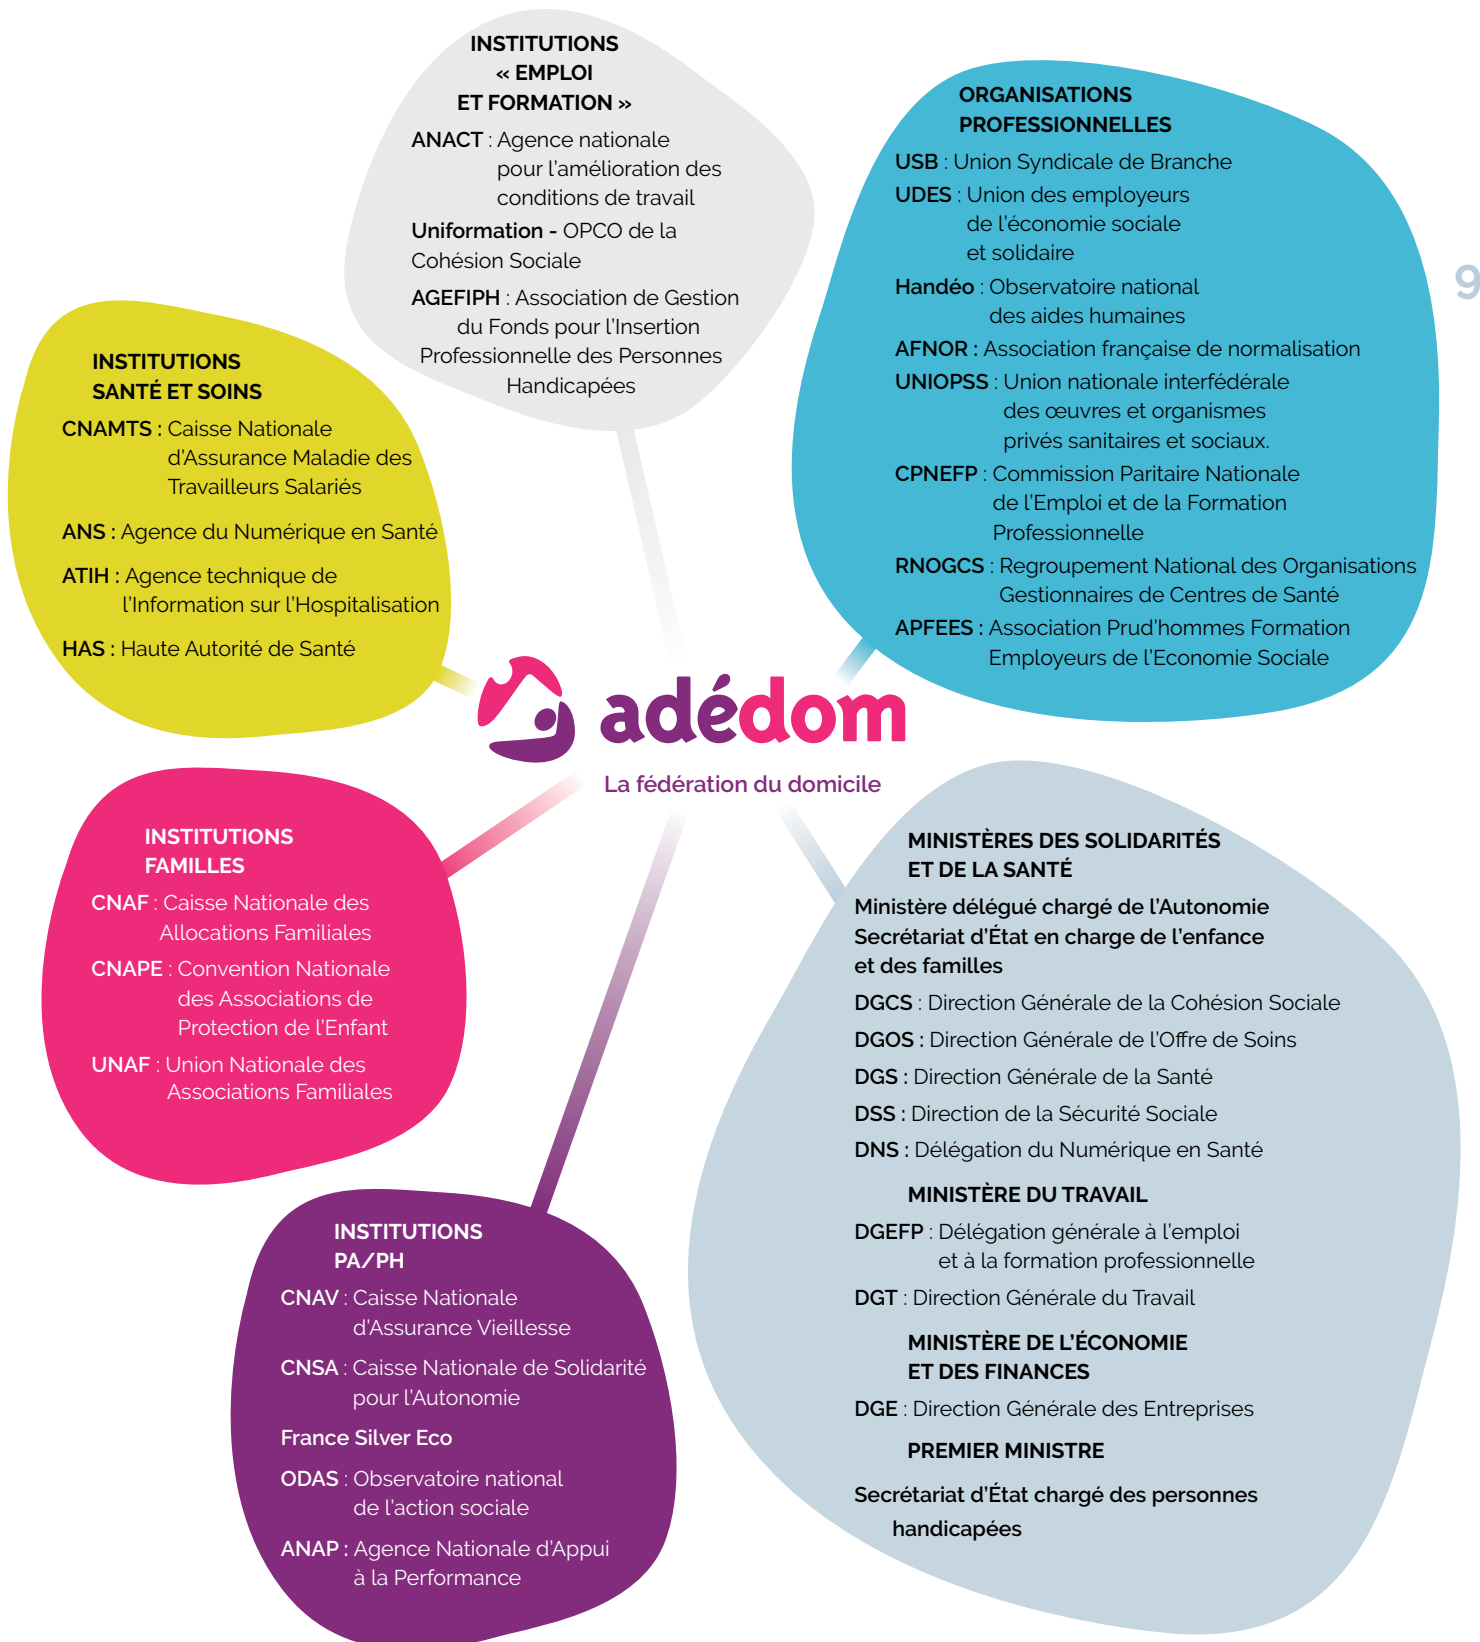 INSTITUTIONS
« EMPLOI
ET FORMATION »
ANACT : Agence nationale
pour l'amélioration des
conditions de travail
Uniformation - OPCO de la
Cohésion Sociale
AGEFIPH : Association de Gestion
du Fonds pour l'Insertion
Professionnelle des Personnes
Handicapées
ORGANISATIONS
PROFESSIONNELLES
USB : Union Syndicale de Branche
UDES : Union des employeurs
de l'économie sociale
et solidaire
Handéo : Observatoire national
des aides humaines
AFNOR : Association française de normalisation
UNIOPSS : Union nationale interfédérale
des œuvres et organismes
privés sanitaires et sociaux.
CPNEFP : Commission Paritaire Nationale
de l'Emploi et de la Formation
Professionnelle
RNOGCS : Regroupement National des Organisations
Gestionnaires de Centres de Santé
APFEES : Association Prud'hommes Formation
Employeurs de l'Economie Sociale
9
INSTITUTIONS
SANTÉ ET SOINS
CNAMTS : Caisse Nationale
d'Assurance Maladie des
Travailleurs Salariés
ANS : Agence du Numérique en Santé
ATIH : Agence technique de
l'Information sur l'Hospitalisation
HAS : Haute Autorité de Santé
adédom
La fédération du domicile
INSTITUTIONS
FAMILLES
CNAF : Caisse Nationale des
Allocations Familiales
CNAPE : Convention Nationale
des Associations de
Protection de l'Enfant
UNAF : Union Nationale des
Associations Familiales
MINISTÈRES DES SOLIDARITÉS
ET DE LA SANTÉ
Ministère délégué chargé de l'Autonomie
Secrétariat d'État en charge de l'enfance
et des familles
DGCS : Direction Générale de la Cohésion Sociale
DGOS : Direction Générale de l'Offre de Soins
DGS : Direction Générale de la Santé
DSS : Direction de la Sécurité Sociale
DNS : Délégation du Numérique en Santé
MINISTÈRE DU TRAVAIL
DGEFP : Délégation générale à l'emploi
et à la formation professionnelle
DGT : Direction Générale du Travail
MINISTÈRE DE L'ÉCONOMIE
ET DES FINANCES
DGE : Direction Générale des Entreprises
PREMIER MINISTRE
Secrétariat d'État chargé des personnes
handicapées
INSTITUTIONS
PA/PH
CNAV : Caisse Nationale
d'Assurance Vieillesse
CNSA : Caisse Nationale de Solidarité
pour l'Autonomie
France Silver Eco
ODAS : Observatoire national
de l'action sociale
ANAP : Agence Nationale d'Appui
à la Performance